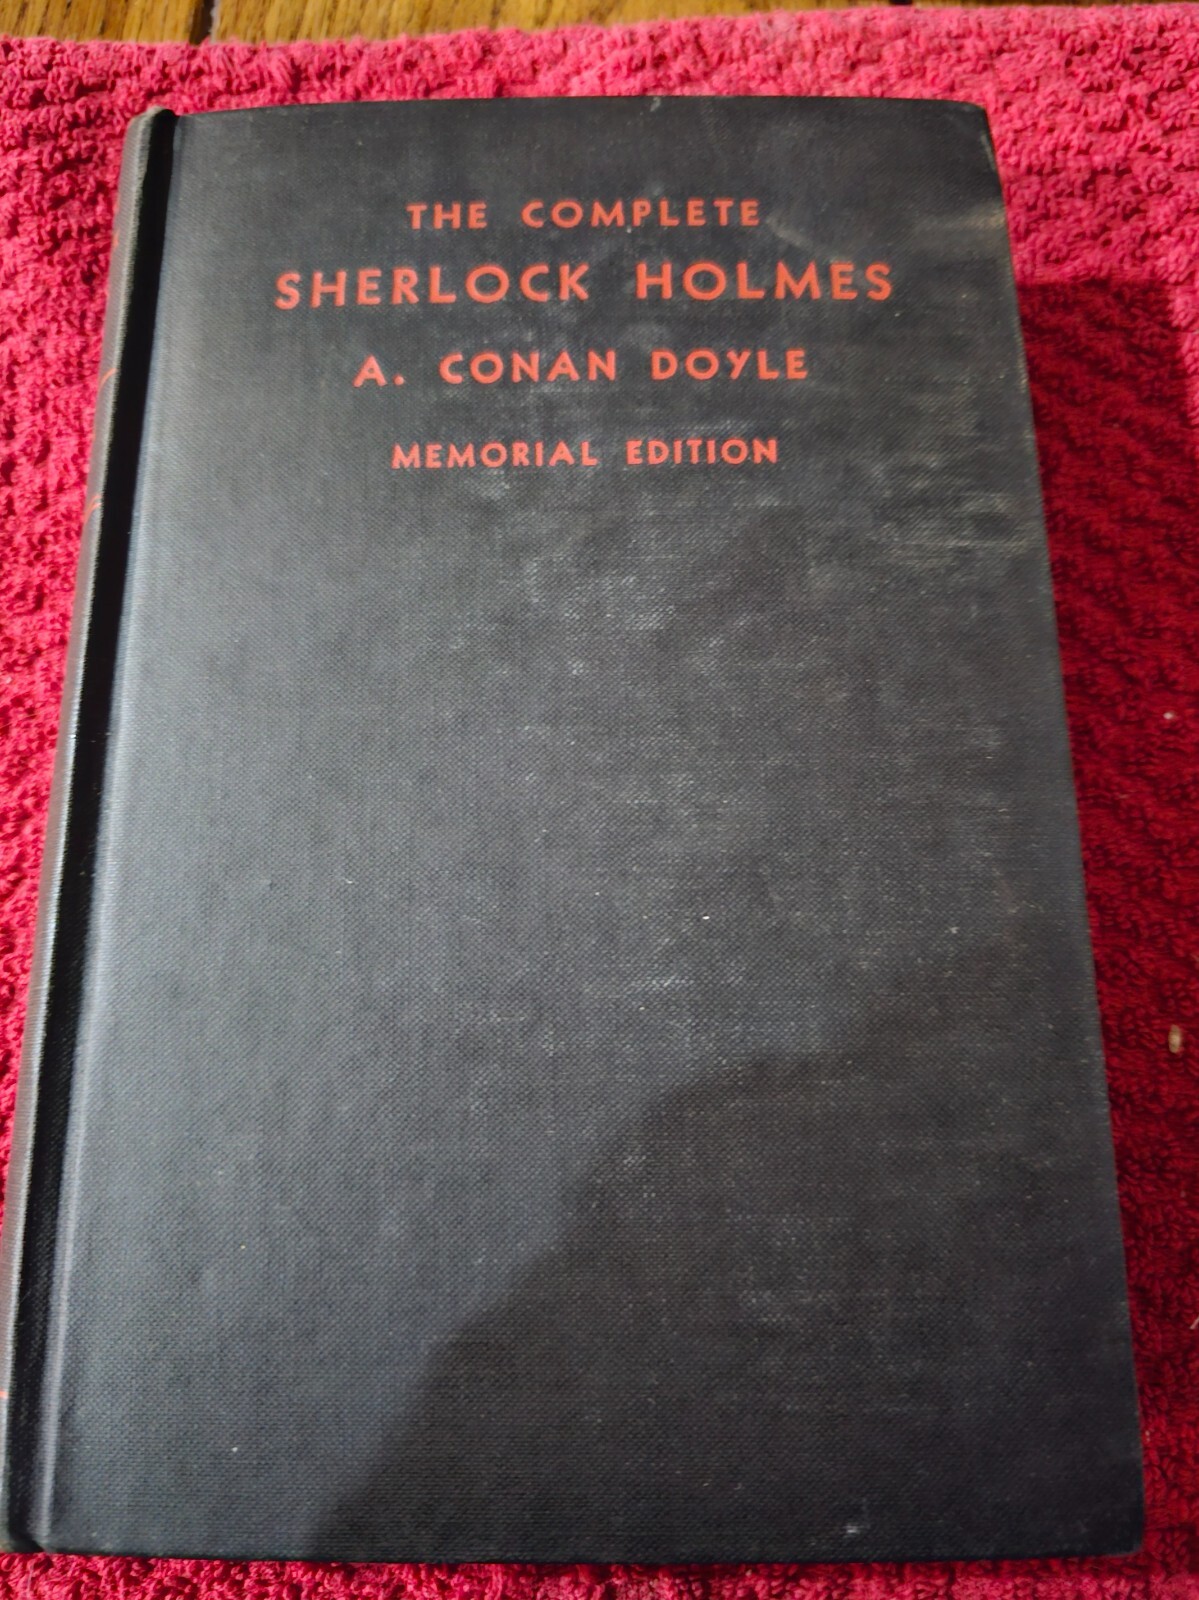 THE COMPLETE
SHERLOCK HOLMES
A. CONAN DOYLE
MEMORIAL EDITION